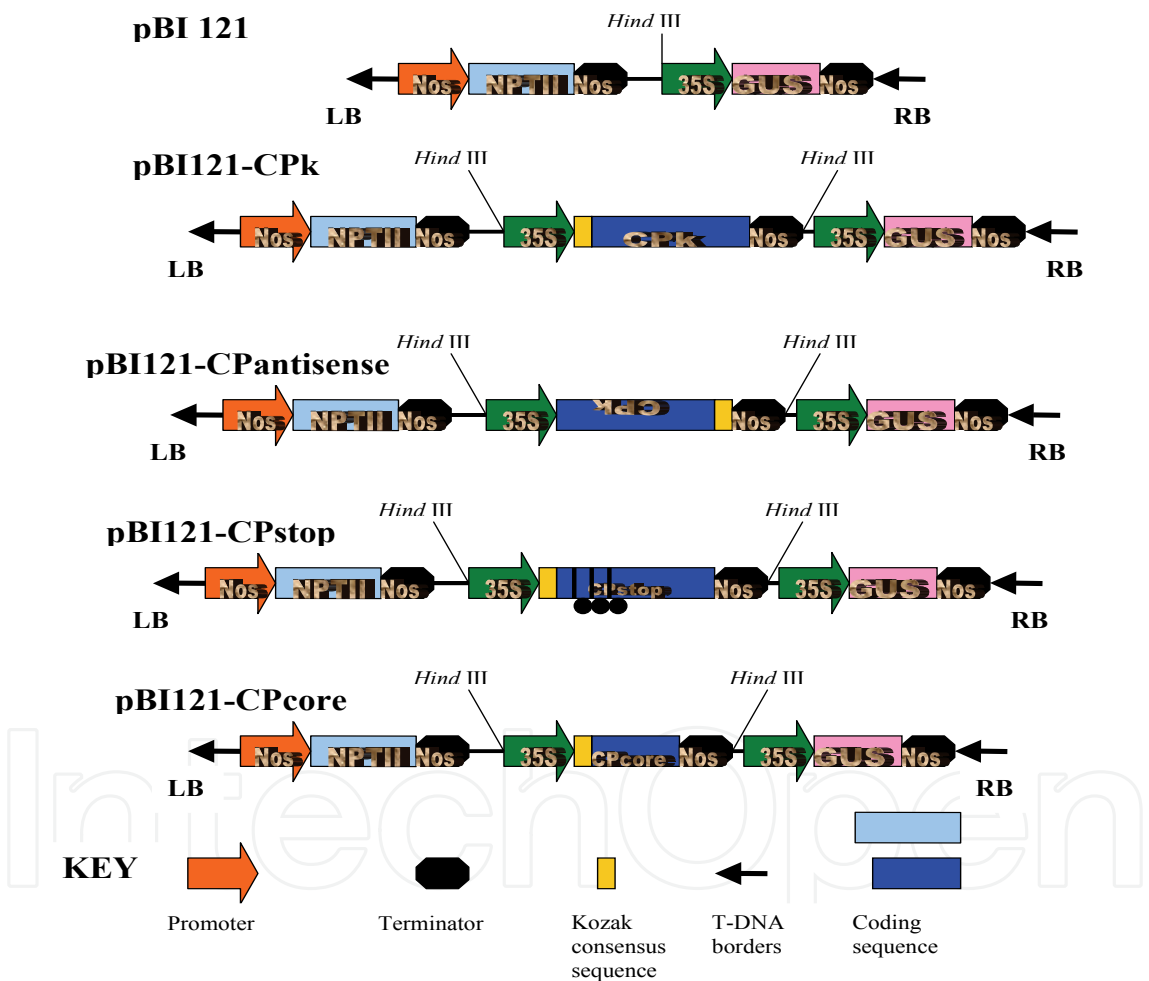 pBI 121
Hind III
Nos NPTII Nos 35S GUS Nos
LB RB
pBI121-CPk
Hind III Hind III
Nos NPTII Nos 35S CPk Nos 35S GUS Nos
LB RB
pBI121-CPantisense
Hind III Hind III
Nos NPTII Nos 35S CPk Nos 35S GUS Nos
LB RB
pBI121-CPstop
Hind III Hind III
Nos NPTII Nos 35S CPstop Nos 35S GUS Nos
LB RB
pBI121-CPcore
Hind III Hind III
Nos NPTII Nos 35S CPcore Nos 35S GUS Nos
LB RB
IntechOpen
KEY
Promoter
Terminator
Kozak
consensus
sequence
T-DNA
borders
Coding
sequence